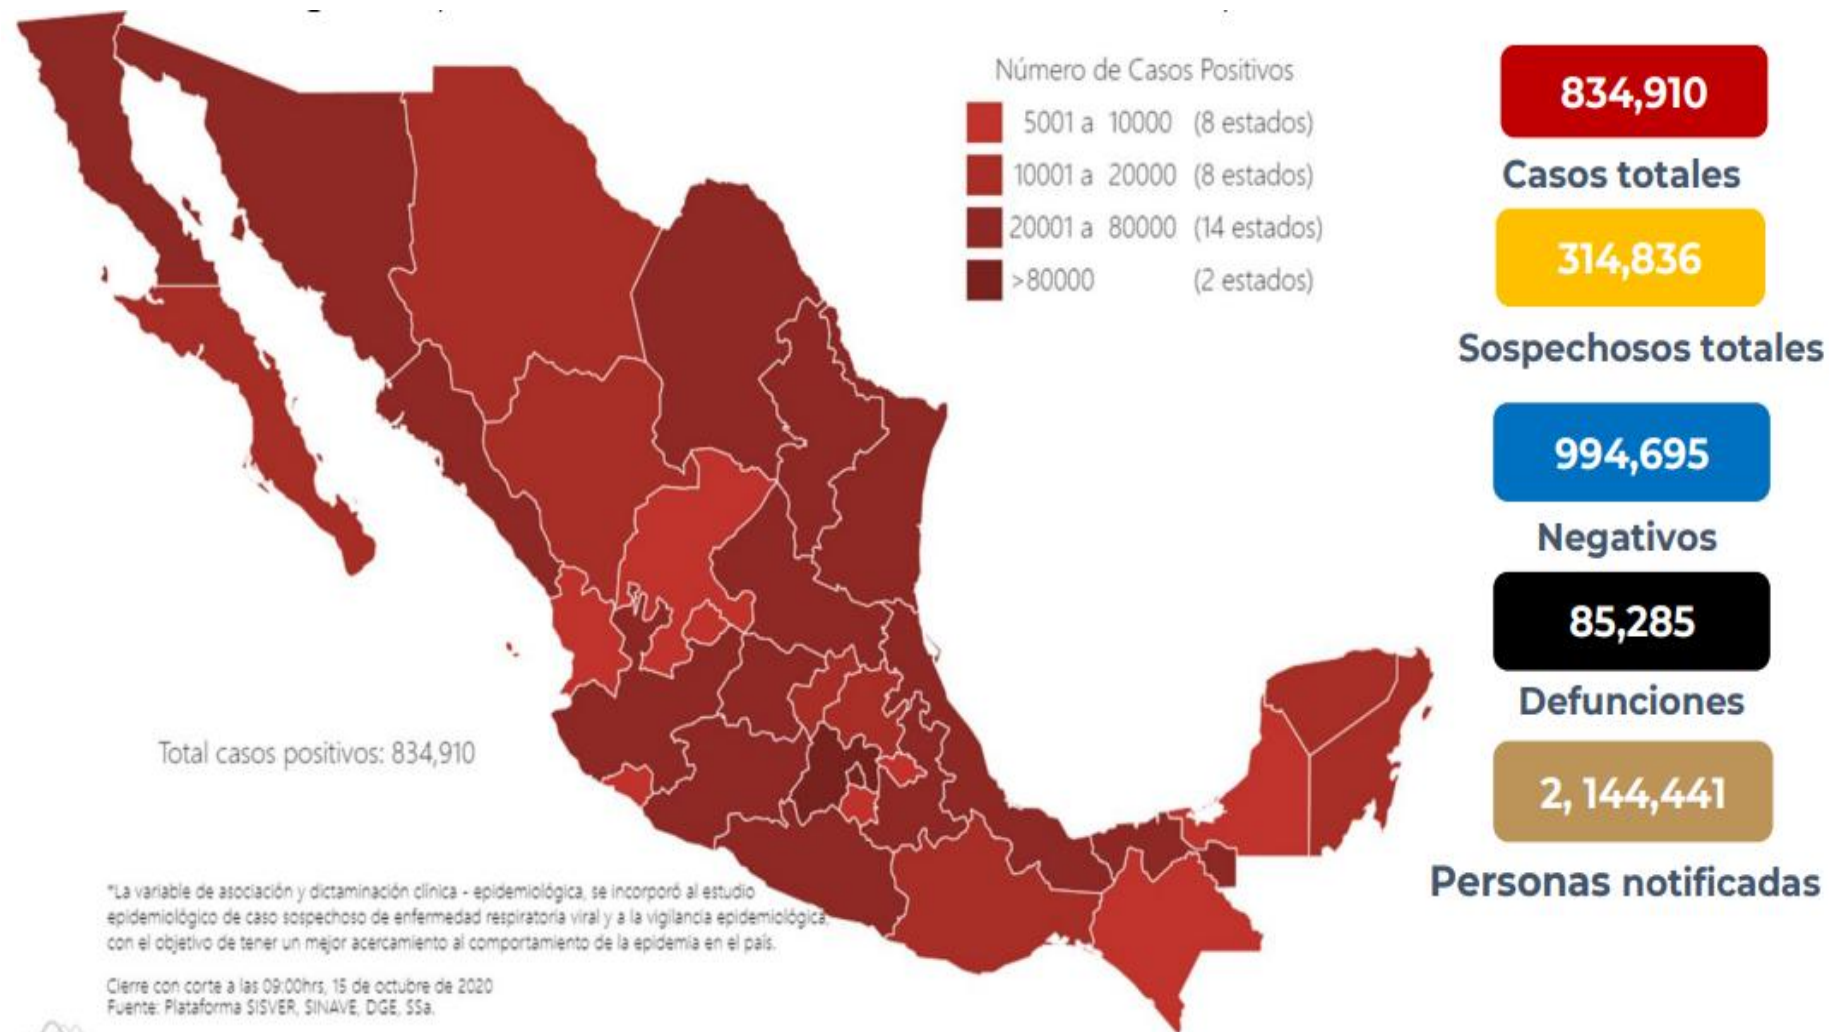 Número de Casos Positivos
5001 a 10000 (8 estados)
10001 a 20000 (8 estados)
20001 a 80000 (14 estados)
>80000 (2 estados)
834,910
Casos totales
314,836
Sospechosos totales
994,695
Negativos
85,285
Defunciones
2, 144,441
Personas notificadas
Total casos positivos: 834,910
*La variable de asociación y dictaminación clínica - epidemiológica, se incorporó al estudio
epidemiológico de caso sospechoso de enfermedad respiratoria viral y a la vigilancia epidemiológica,
con el objetivo de tener un mejor acercamiento al comportamiento de la epidemia en el país.
Cierre con corte a las 09:00hrs, 15 de octubre de 2020
Fuente: Plataforma SISVER, SINAVE, DGE, SSa.